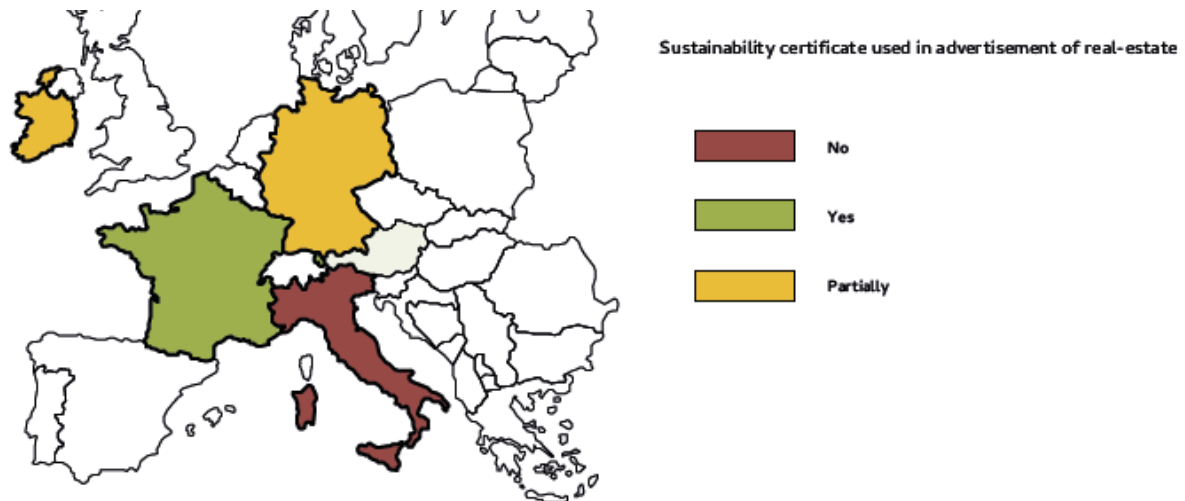 Sustainability certificate used in advertisement of real-estate
No
Yes
Partially